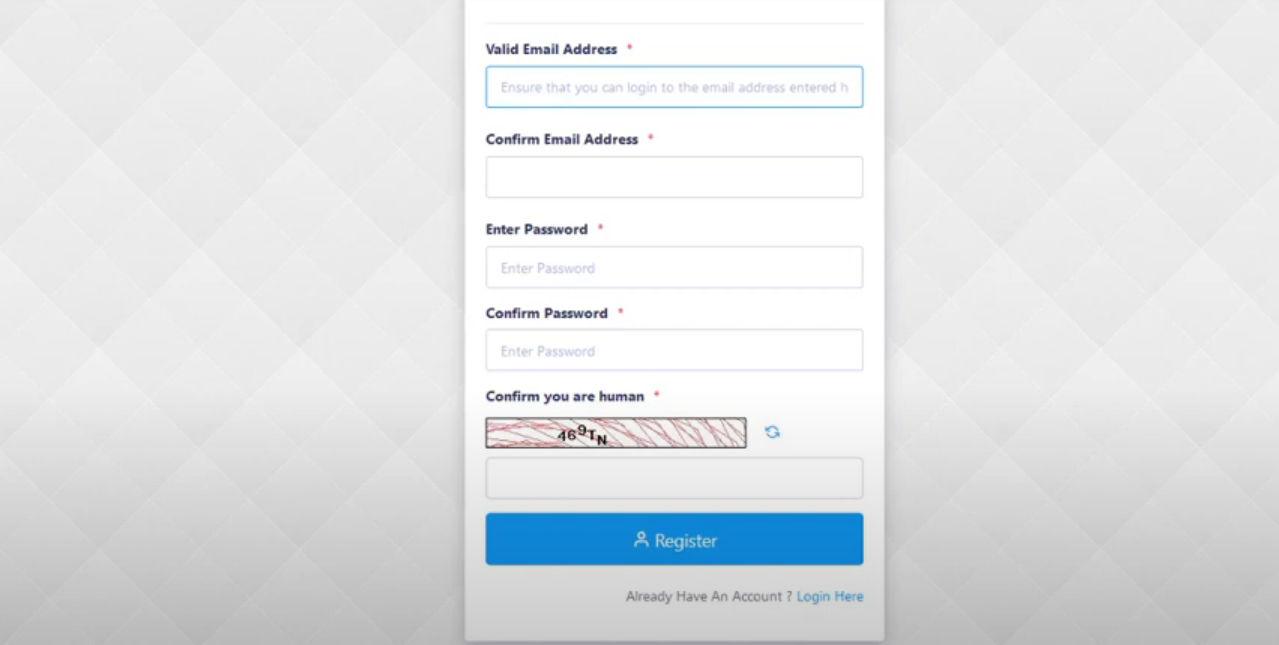 Valid Email Address *
Ensure that you can login to the email address entered h
Confirm Email Address *
Enter Password *
Enter Password
Confirm Password *
Enter Password
Confirm you are human *
469TN
Register
Already Have An Account ? Login Here